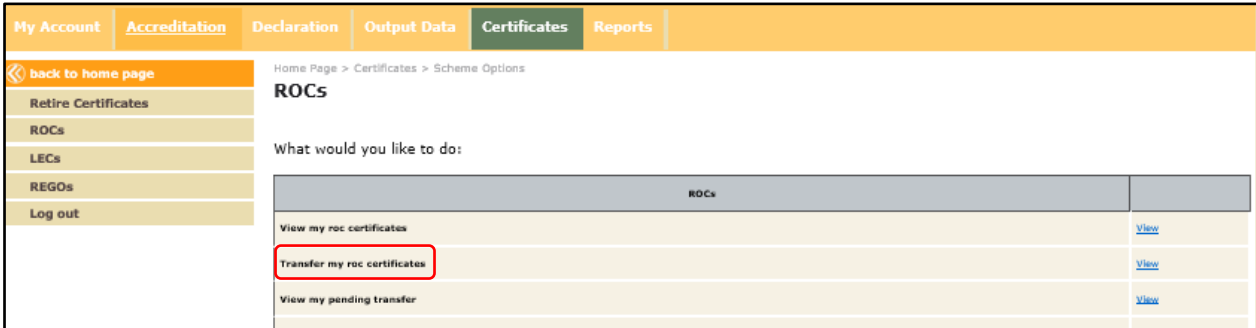 My Account Accreditation Declaration Output Data Certificates Reports
back to home page
Retire Certificates
ROCs
LECs
REGOs
Log out
Home Page > Certificates > Scheme Options
ROCs
What would you like to do:
ROCs
View my roc certificates View
Transfer my roc certificates View
View my pending transfer View